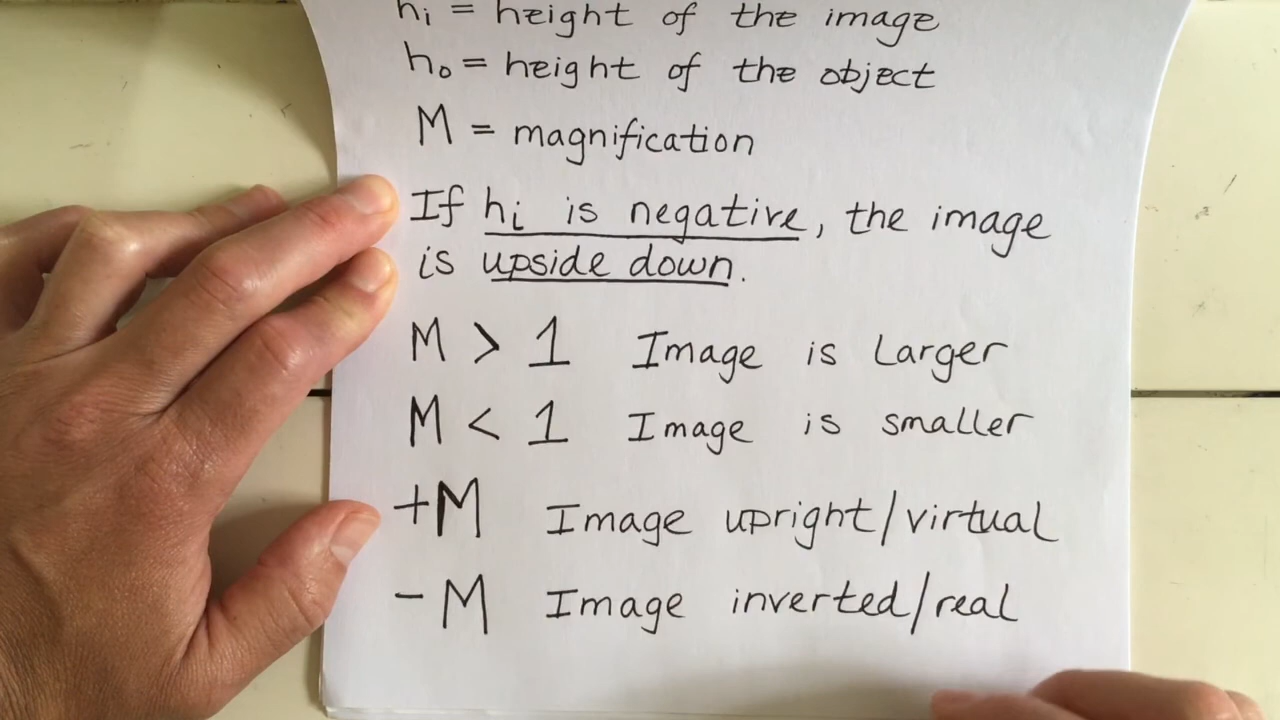 hi = height of the image
ho = height of the object
M = magnification
If hi is negative, the image
is upside down.
M > 1 Image is Larger
M < 1 Image is smaller
+M Image upright/virtual
- M Image inverted/real